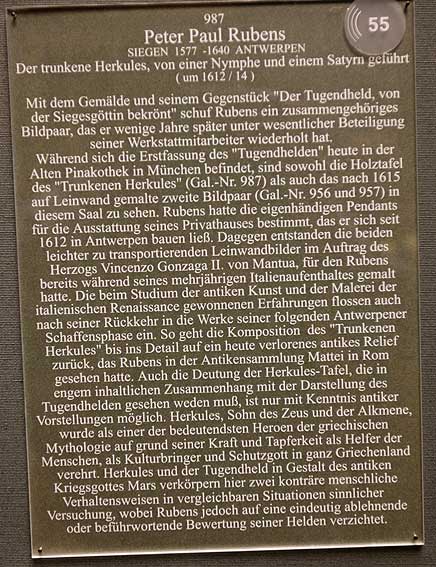 987
55
Peter Paul Rubens
SIEGEN 1577 -1640 ANTWERPEN
Der trunkene Herkules, von einer Nymphe und einem Satyrn geführt
( um 1612 / 14 )
Mit dem Gemälde und seinem Gegenstück "Der Tugendheld, von
der Siegesgöttin bekrönt" schuf Rubens ein zusammengehöriges
Bildpaar, das er wenige Jahre später unter wesentlicher Beteiligung
seiner Werkstattmitarbeiter wiederholt hat.
Während sich die Erstfassung des "Tugendhelden" heute in der
Alten Pinakothek in München befindet, sind sowohl die Holztafel
des "Trunkenen Herkules" (Gal.-Nr. 987) als auch das nach 1615
auf Leinwand gemalte zweite Bildpaar (Gal.-Nr. 956 und 957) in
diesem Saal zu sehen. Rubens hatte die eigenhändigen Pendants
für die Ausstattung seines Privathauses bestimmt, das er sich seit
1612 in Antwerpen bauen ließ. Dagegen entstanden die beiden
leichter zu transportierenden Leinwandbilder im Auftrag des
Herzogs Vincenzo Gonzaga II. von Mantua, für den Rubens
bereits während seines mehrjährigen Italienaufenthaltes gemalt
hatte. Die beim Studium der antiken Kunst und der Malerei der
italienischen Renaissance gewonnenen Erfahrungen flossen auch
nach seiner Rückkehr in die Werke seiner folgenden Antwerpener
Schaffensphase ein. So geht die Komposition des "Trunkenen
Herkules" bis ins Detail auf ein heute verlorenes antikes Relief
zurück, das Rubens in der Antikensammlung Mattei in Rom
gesehen hatte. Auch die Deutung der Herkules-Tafel, die in
engem inhaltlichen Zusammenhang mit der Darstellung des
Tugendhelden gesehen weden muß, ist nur mit Kenntnis antiker
Vorstellungen möglich. Herkules, Sohn des Zeus und der Alkmene,
wurde als einer der bedeutendsten Heroen der griechischen
Mythologie auf grund seiner Kraft und Tapferkeit als Helfer der
Menschen, als Kulturbringer und Schutzgott in ganz Griechenland
verehrt. Herkules und der Tugendheld in Gestalt des antiken
Kriegsgottes Mars verkörpern hier zwei konträre menschliche
Verhaltensweisen in vergleichbaren Situationen sinnlicher
Versuchung, wobei Rubens jedoch auf eine eindeutig ablehnende
oder befürwortende Bewertung seiner Helden verzichtet.